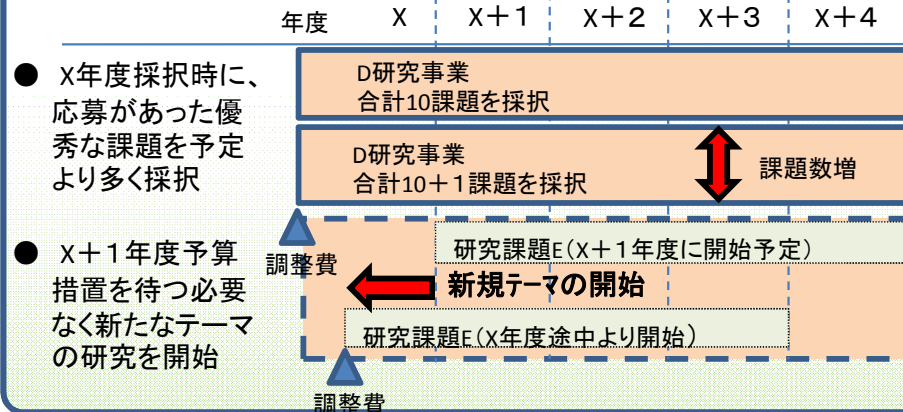 年度 X X+1 X+2 X+3 X+4
● X年度採択時に、
応募があった優
秀な課題を予定
より多く採択
D研究事業
合計10課題を採択
D研究事業
合計10+1課題を採択
課題数増
調整費
● X+1年度予算
措置を待つ必要
なく新たなテーマ
の研究を開始
研究課題E(X+1年度に開始予定)
新規テーマの開始
研究課題E(X年度途中より開始)
調整費